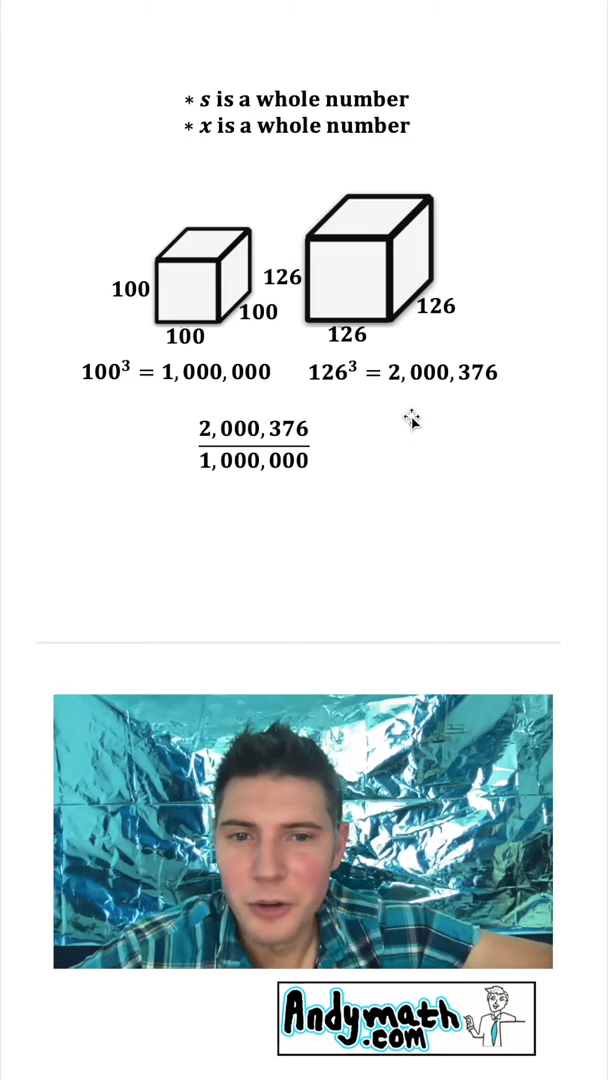 * s is a whole number
* x is a whole number
100
100
100
126
126
126
100³ = 1,000,000
126³ = 2,000,376
2,000,376
1,000,000
Andymath
.com